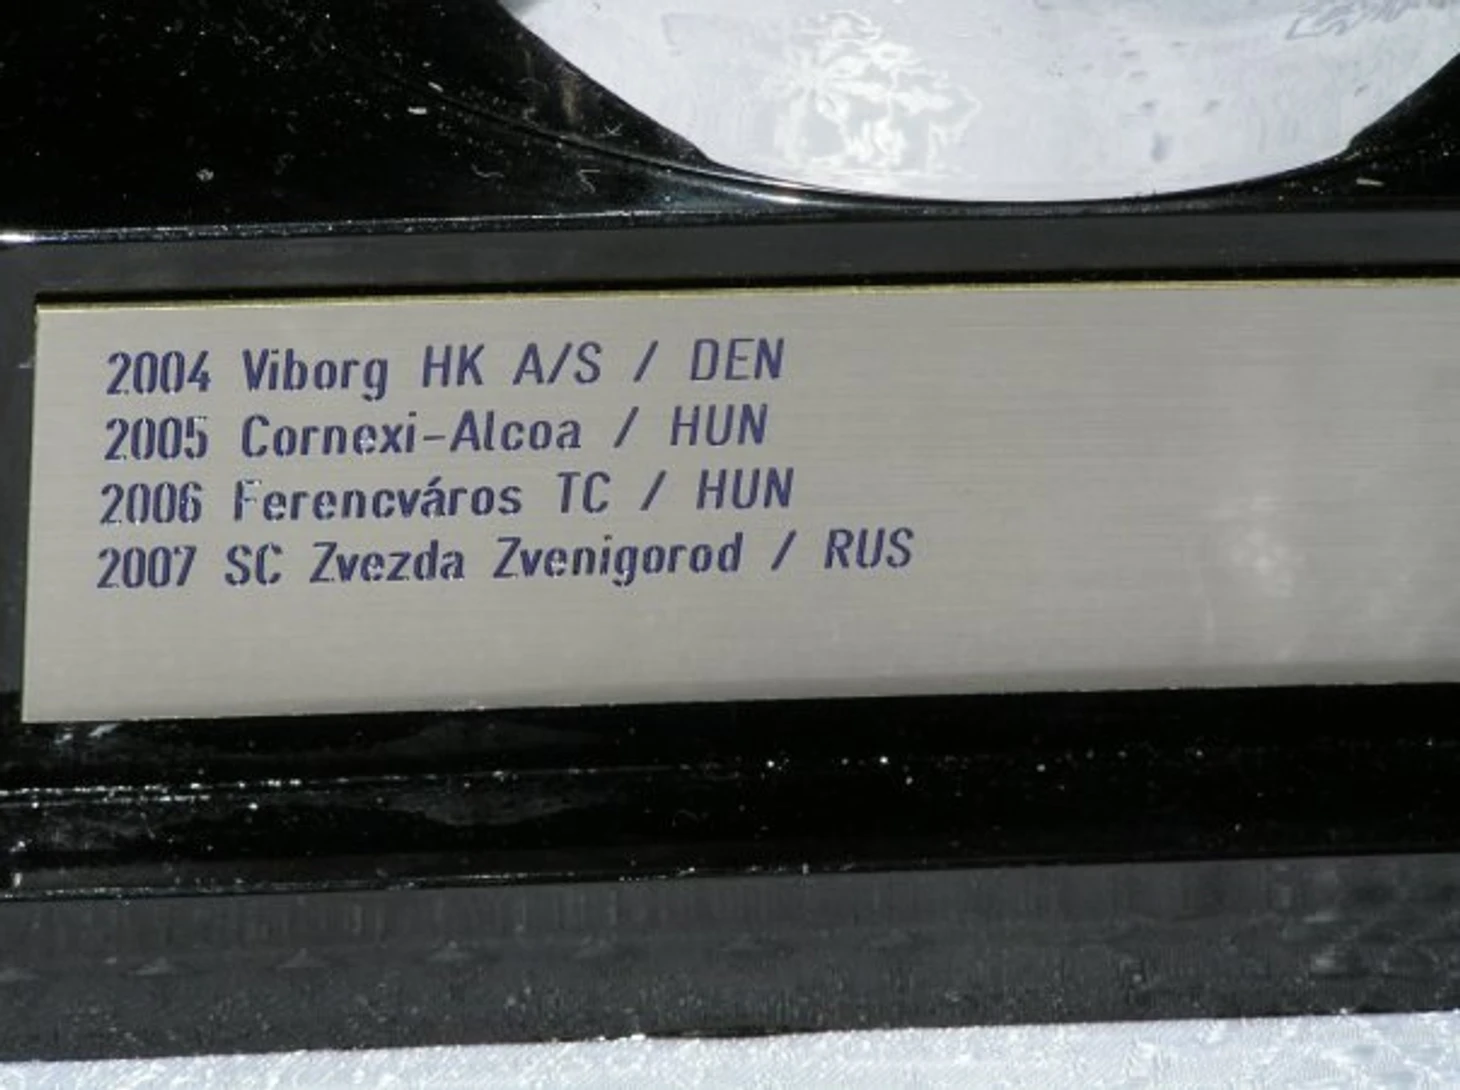 2004 Viborg HK A/S / DEN
2005 Cornexi-Alcoa / HUN
2006 Ferencváros TC / HUN
2007 SC Zvezda Zvenigorod / RUS